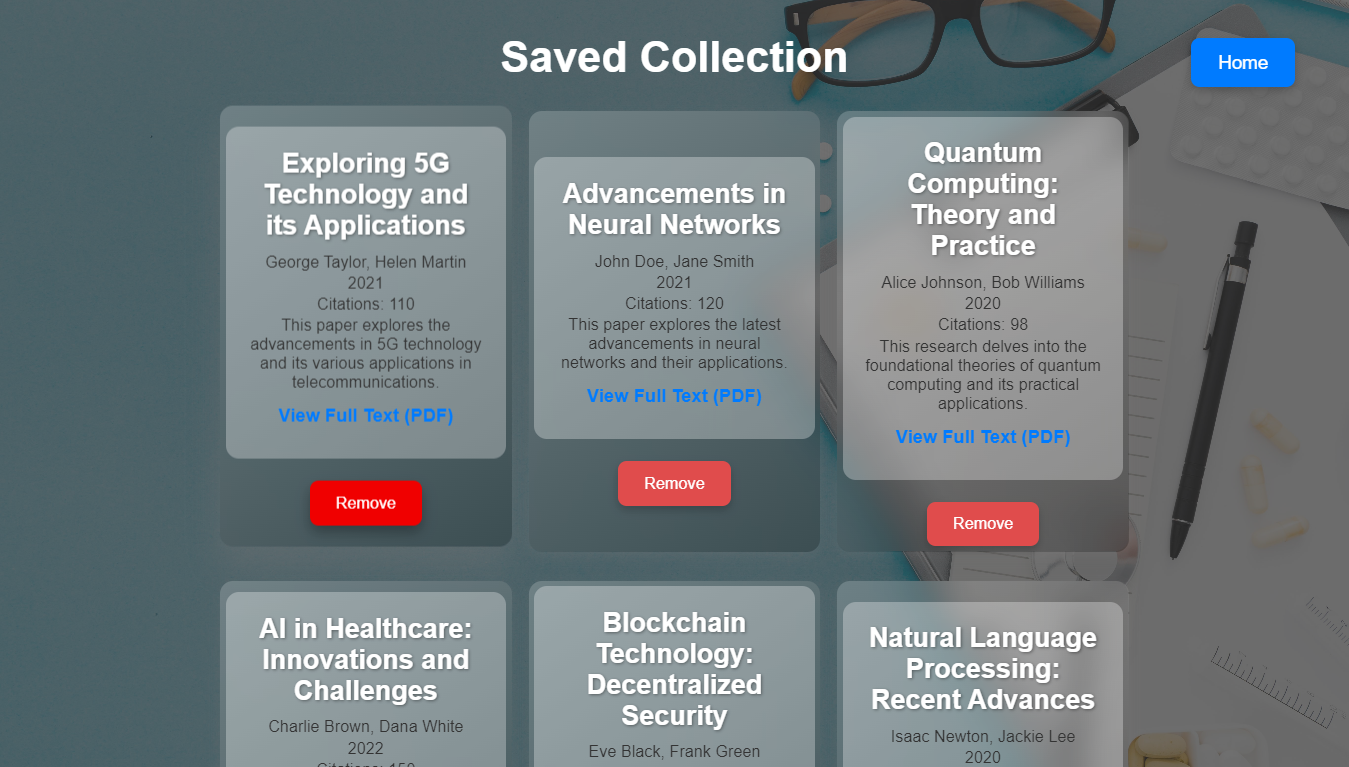 Saved Collection
Home
Exploring 5G
Technology and
its Applications
George Taylor, Helen Martin
2021
Citations: 110
This paper explores the
advancements in 5G technology
and its various applications in
telecommunications.
View Full Text (PDF)
Remove
Advancements in
Neural Networks
John Doe, Jane Smith
2021
Citations: 120
This paper explores the latest
advancements in neural
networks and their applications.
View Full Text (PDF)
Remove
Quantum
Computing:
Theory and
Practice
Alice Johnson, Bob Williams
2020
Citations: 98
This research delves into the
foundational theories of quantum
computing and its practical
applications.
View Full Text (PDF)
Remove
AI in Healthcare:
Innovations and
Challenges
Charlie Brown, Dana White
2022
Citations: 150
Blockchain
Technology:
Decentralized
Security
Eve Black, Frank Green
Natural Language
Processing:
Recent Advances
Isaac Newton, Jackie Lee
2020